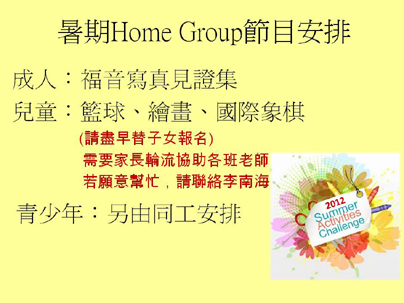 暑期Home Group節目安排
成人：福音寫真見證集
兒童：籃球、繪畫、國際象棋
(請盡早替子女報名)
需要家長輪流協助各班老師
若願意幫忙，請聯絡李南海
青少年：另由同工安排
2012
Summer
Activities
Challenge